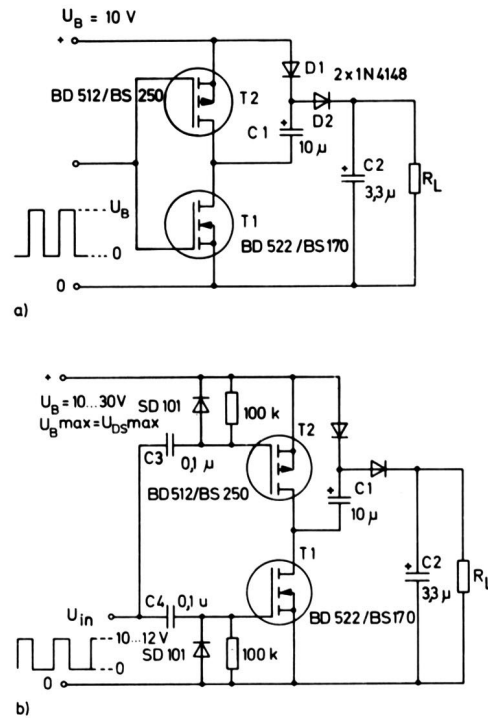 U_B = 10 V
+
BD 512/BS 250
T2
D1
2 x 1N4148
D2
C1
10 µ
+
C2
3,3 µ
+
R_L
U_B
0
T1
BD 522/BS170
0
a)
+
U_B = 10...30V
U_B max = U_DS max
SD 101
100 k
T2
C3
0,1 µ
BD512/BS 250
C1
10 µ
+
T1
C2
3,3 µ
+
R_L
U_in
C4
0,1 u
BD 522/BS170
10...12 V
0
SD 101
100 k
0
b)